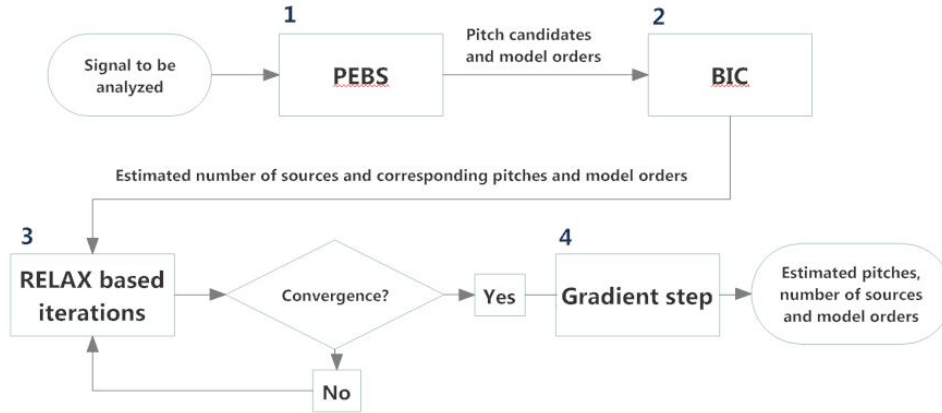 1
Signal to be
analyzed
PEBS
Pitch candidates
and model orders
2
BIC
Estimated number of sources and corresponding pitches and model orders
3
RELAX based
iterations
Convergence?
Yes
No
4
Gradient step
Estimated pitches,
number of sources
and model orders